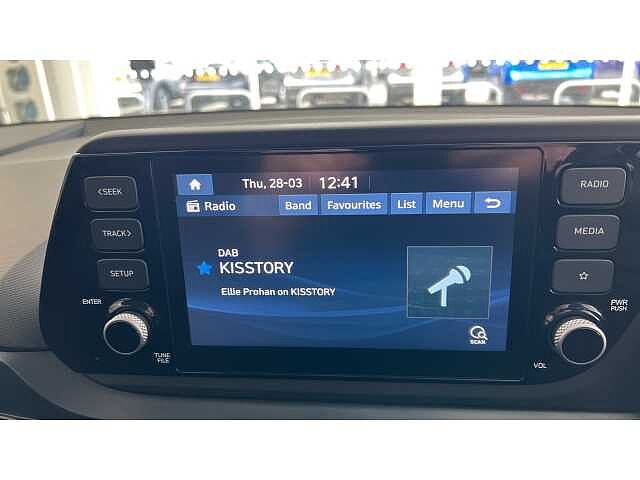 <SEEK
TRACK>
SETUP
ENTER
TUNE
FILE
Thu, 28-03 12:41
Radio Band Favourites List Menu
DAB
KISSTORY
Ellie Prohan on KISSTORY
SCAN
RADIO
MEDIA
PWR
PUSH
VOL